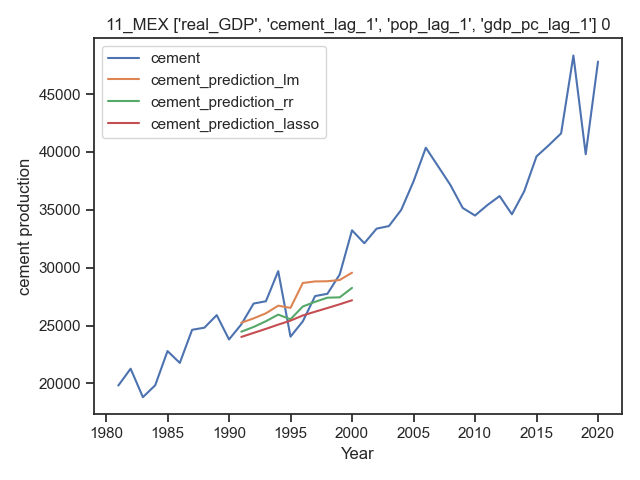 11_MEX ['real_GDP', 'cement_lag_1', 'pop_lag_1', 'gdp_pc_lag_1'] 0
cement
cement_prediction_lm
cement_prediction_rr
cement_prediction_lasso
45000
40000
35000
30000
25000
20000
cement production
1980 1985 1990 1995 2000 2005 2010 2015 2020
Year